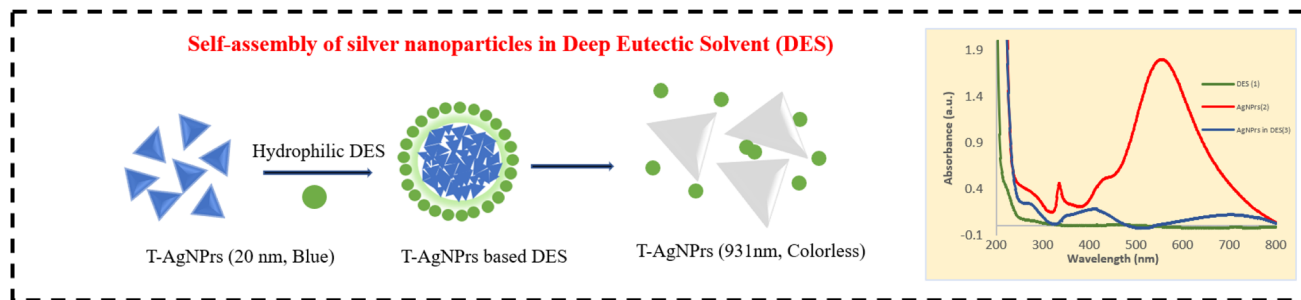 Self-assembly of silver nanoparticles in Deep Eutectic Solvent (DES)
Hydrophilic DES
T-AgNPrs (20 nm, Blue)
T-AgNPrs based DES
T-AgNPrs (931nm, Colorless)
Absorbance (a.u.)
1.9
1.4
0.9
0.4
-0.1
DES (1)
AgNPrs(2)
AgNPrs in DES(3)
200 300 400 500 600 700 800
Wavelength (nm)